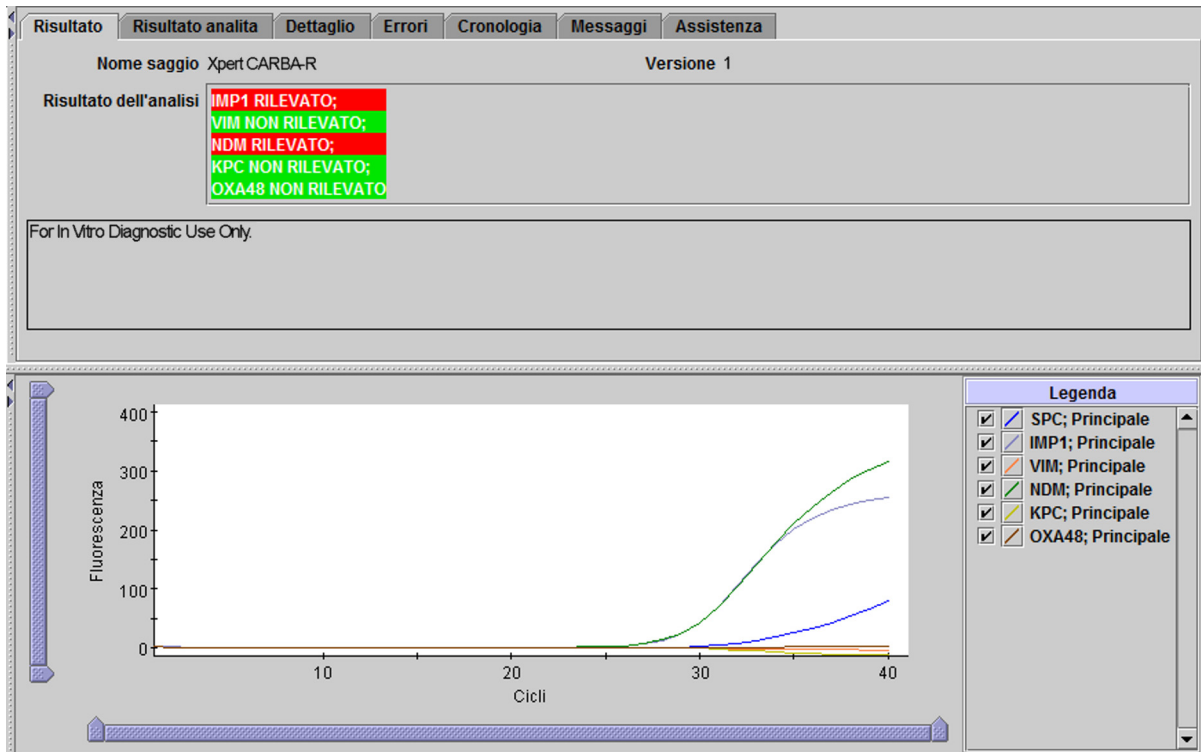 Risultato Risultato analita Dettaglio Errori Cronologia Messaggi Assistenza
Nome saggio Xpert CARBA-R Versione 1
Risultato dell'analisi IMP1 RILEVATO;
VIM NON RILEVATO;
NDM RILEVATO;
KPC NON RILEVATO;
OXA48 NON RILEVATO
For In Vitro Diagnostic Use Only.
Legenda
SPC; Principale
IMP1; Principale
VIM; Principale
NDM; Principale
KPC; Principale
OXA48; Principale
400
300
200
100
0
Fluorescenza
10 20 30 40
Cicli